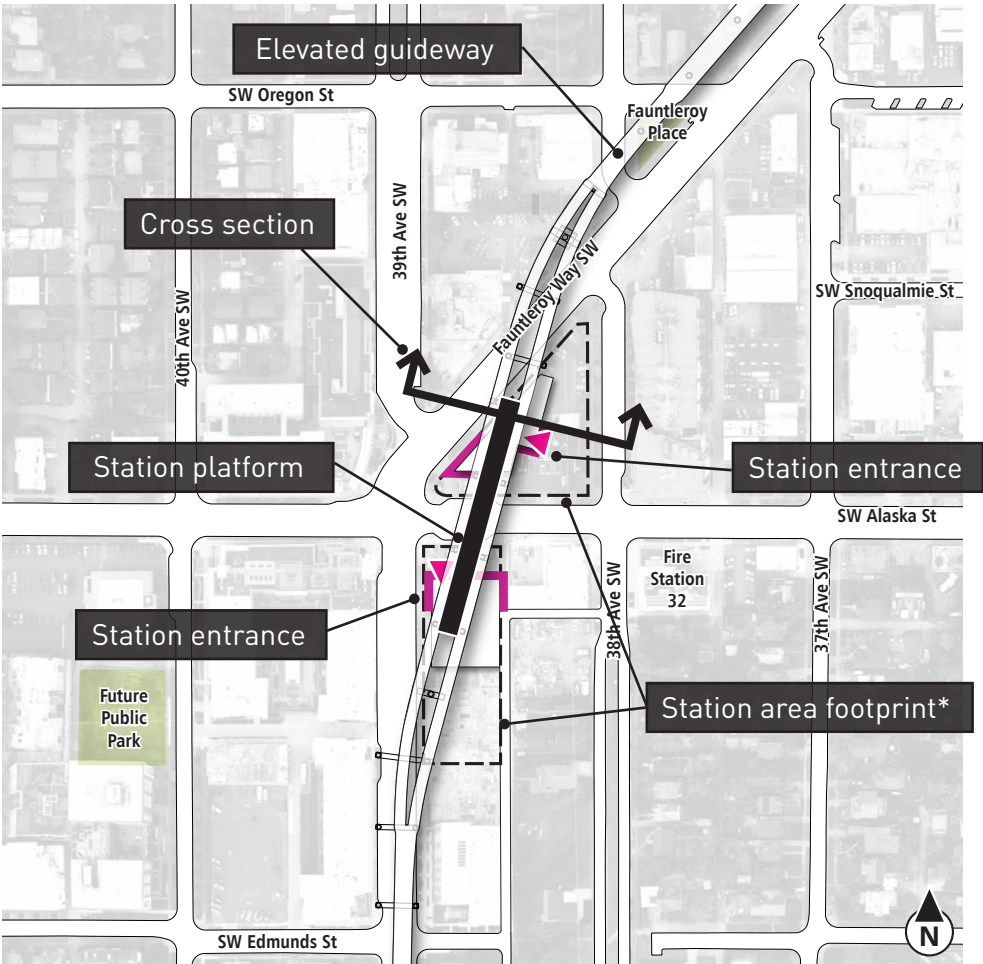 Elevated guideway
SW Oregon St
Fauntleroy
Place
Cross section
39th Ave SW
Fauntleroy Way SW
SW Snoqualmie St
40th Ave SW
Station platform
Station entrance
SW Alaska St
Fire
Station
32
38th Ave SW
37th Ave SW
Station entrance
Future
Public
Park
Station area footprint*
SW Edmunds St
N